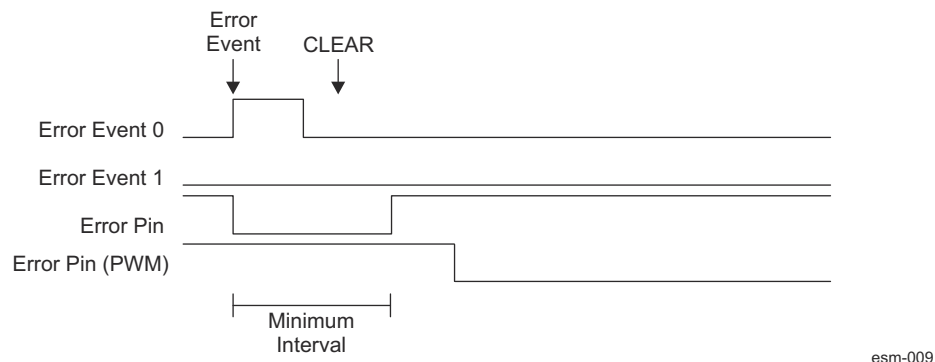 Error
Event
CLEAR
Error Event 0
Error Event 1
Error Pin
Error Pin (PWM)
Minimum
Interval
esm-009